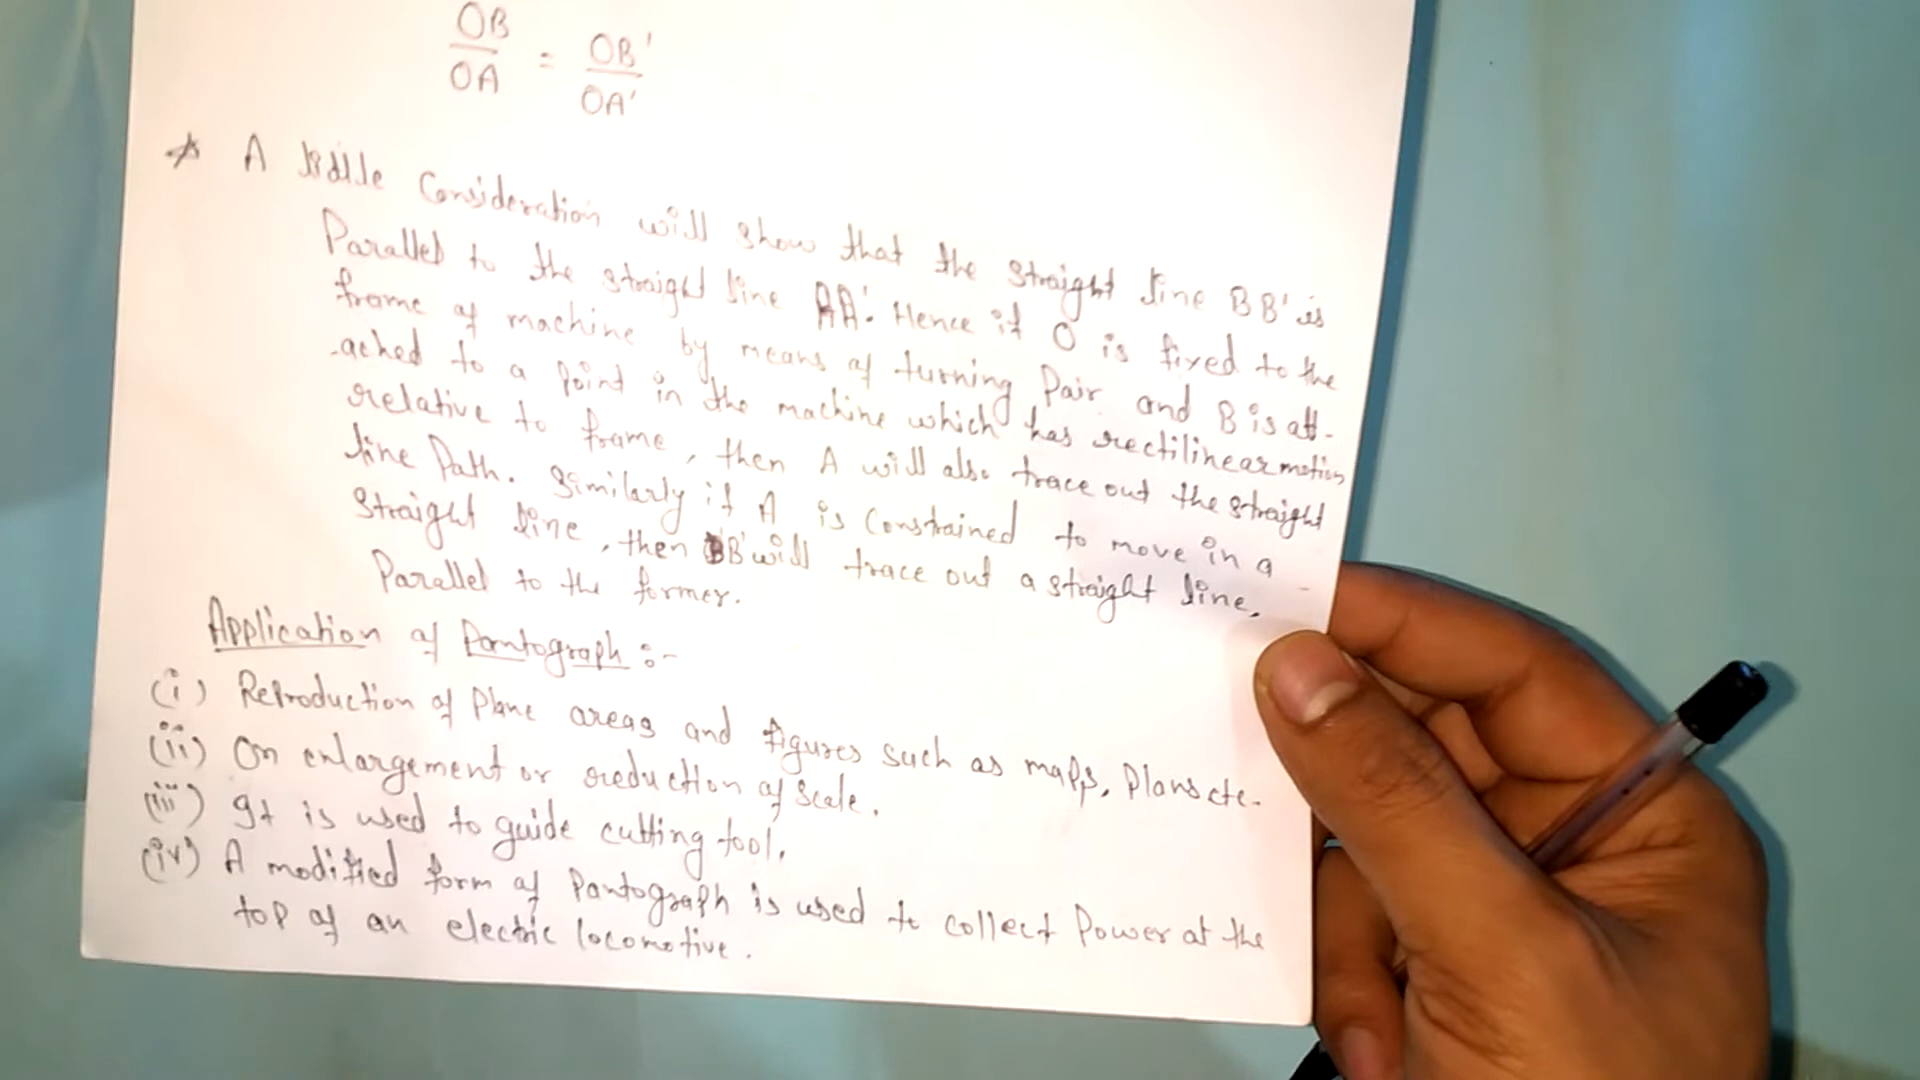 OB/OA = OB'/OA'
* A little Consideration will show that the straight line BB' is
Parallel to the straight line AA'. Hence if O is fixed to the
frame of machine by means of turning Pair and B is att-
-ached to a point in the machine which has rectilinear motion
relative to frame, then A will also trace out the straight
line Path. Similarly if A is Constrained to move in a
straight line, then BB' will trace out a straight line,
Parallel to the former.
Application of Pantograph :-
(i) Reproduction of Plane areas and figures such as maps, Plans etc.
(ii) On enlargement or reduction of Scale.
(iii) It is used to guide cutting tool.
(iv) A modified form of Pantograph is used to collect Power at the
top of an electric locomotive.